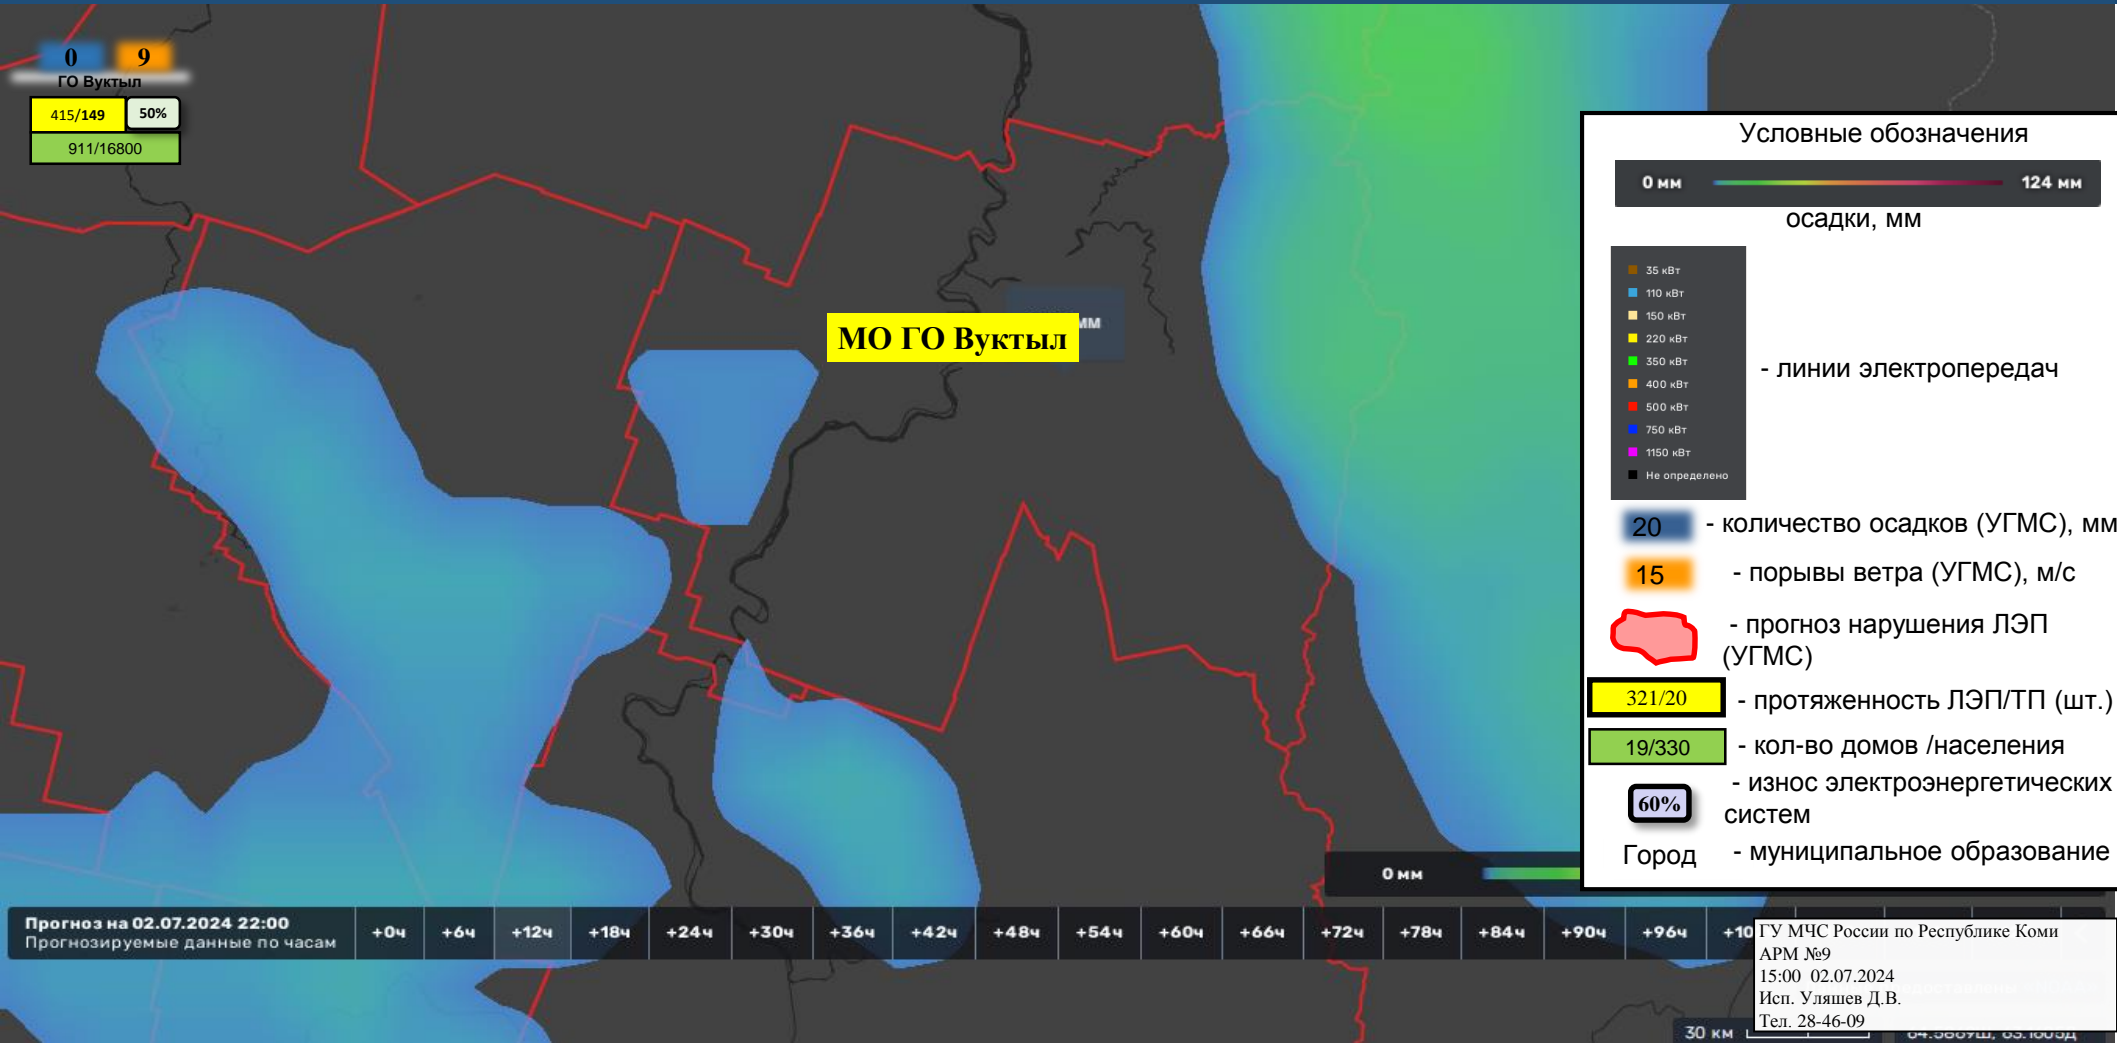 0 9
ГО Вуктыл
415/149 50%
911/16800
МО ГО Вуктыл
мм
Условные обозначения
0 мм 124 мм
осадки, мм
35 кВт
110 кВт
150 кВт
220 кВт
350 кВт
400 кВт
500 кВт
750 кВт
1150 кВт
Не определено
- линии электропередач
20 - количество осадков (УГМС), мм
15 - порывы ветра (УГМС), м/с
- прогноз нарушения ЛЭП
(УГМС)
321/20 - протяженность ЛЭП/ТП (шт.)
19/330 - кол-во домов /населения
60% - износ электроэнергетических
систем
Город - муниципальное образование
0 мм
Прогноз на 02.07.2024 22:00
Прогнозируемые данные по часам
+0ч +6ч +12ч +18ч +24ч +30ч +36ч +42ч +48ч +54ч +60ч +66ч +72ч +78ч +84ч +90ч +96ч +10
ГУ МЧС России по Республике Коми
АРМ №9
15:00 02.07.2024
Исп. Уляшев Д.В.
Тел. 28-46-09
30 км